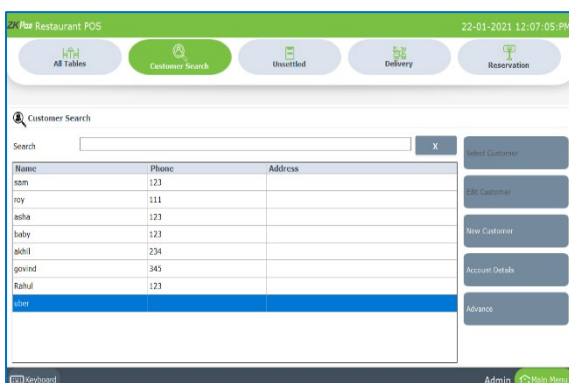 ZKPos Restaurant POS 22-01-2021 12:07:05:PM
All Tables Customer Search Unsettled Delivery Reservation
Customer Search
Search X
Select Customer
Name Phone Address
sam 123
Edit Customer
roy 111
asha 123
baby 123 New Customer
akhil 234
govind 345 Account Details
Rahul 123
uber
Advance
Keyboard Admin Main Menu